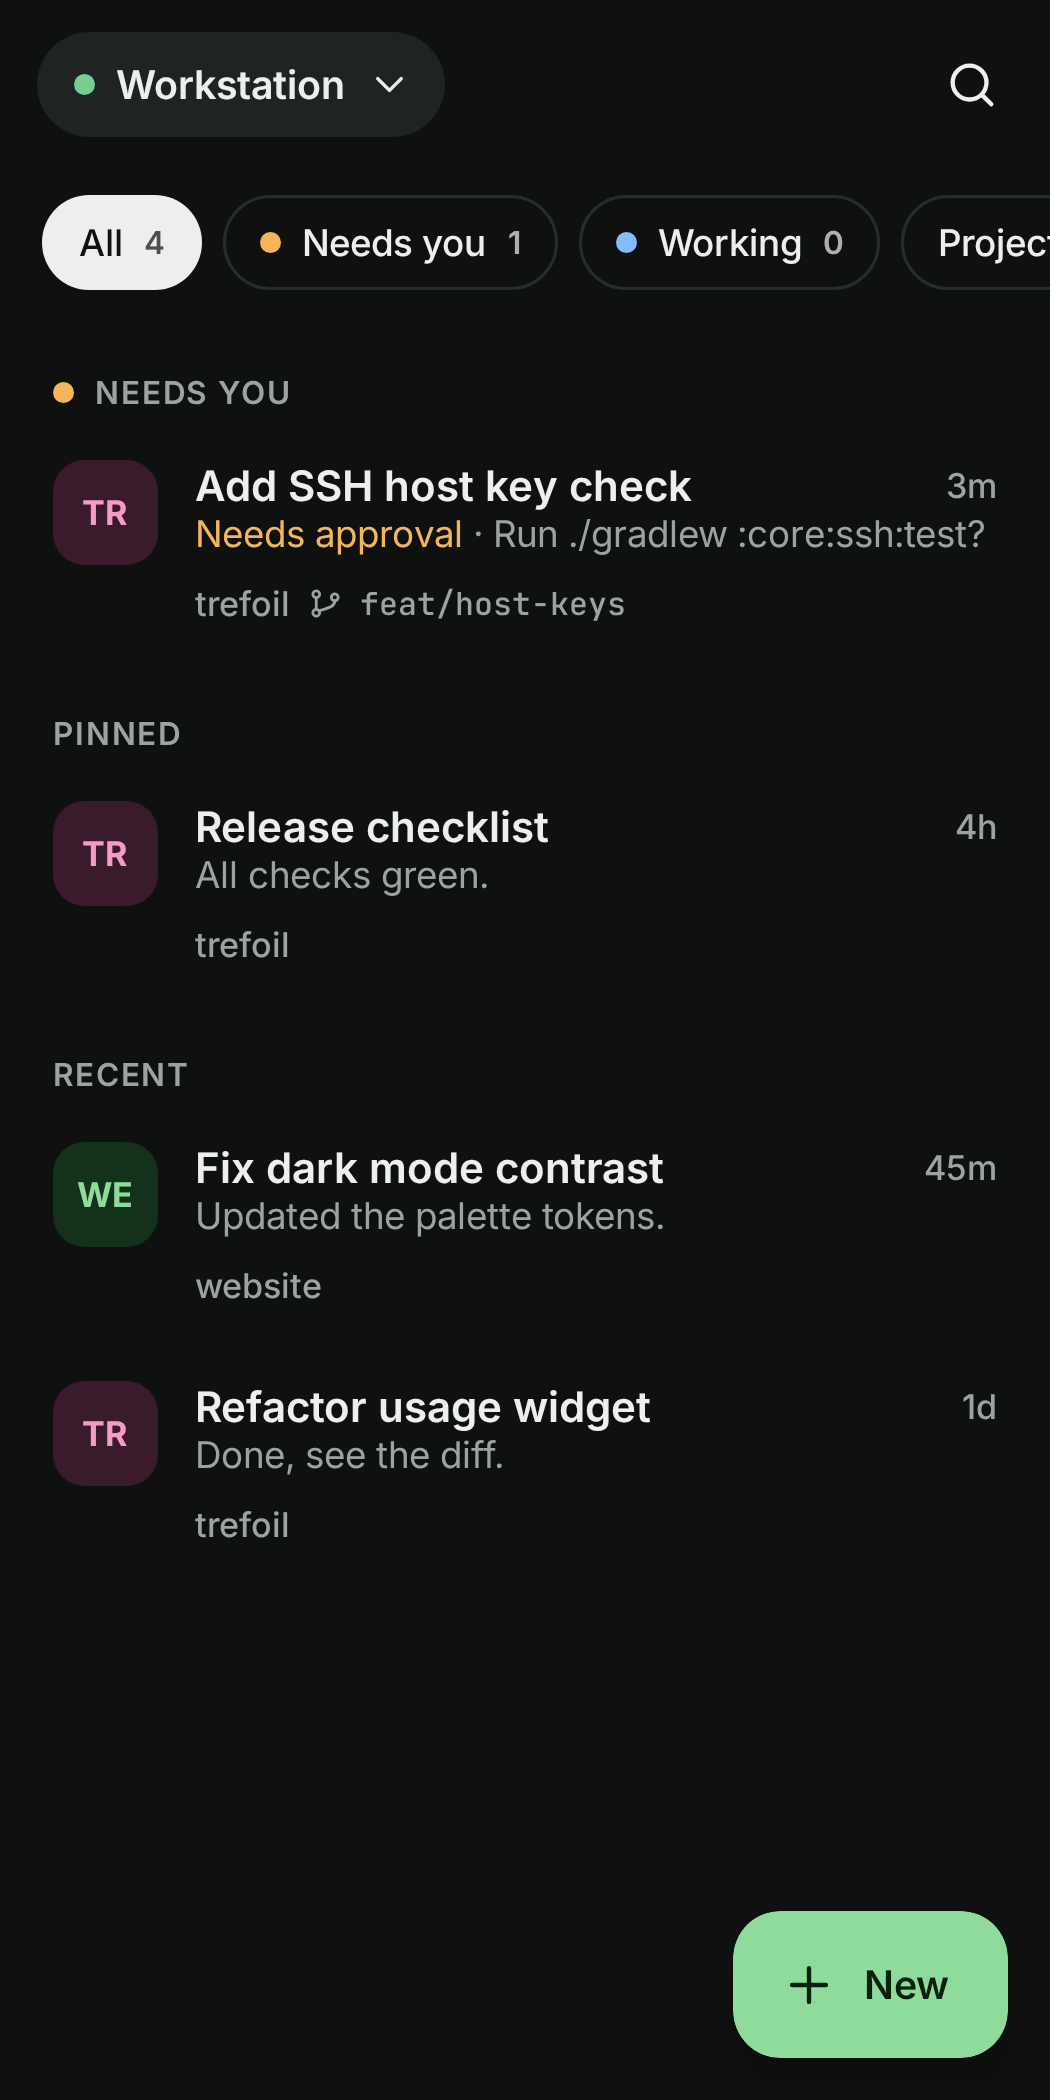 Workstation
All 4
Needs you 1
Working 0
Project
NEEDS YOU
TR
Add SSH host key check
3m
Needs approval · Run ./gradlew :core:ssh:test?
trefoil feat/host-keys
PINNED
TR
Release checklist
4h
All checks green.
trefoil
RECENT
WE
Fix dark mode contrast
45m
Updated the palette tokens.
website
TR
Refactor usage widget
1d
Done, see the diff.
trefoil
New